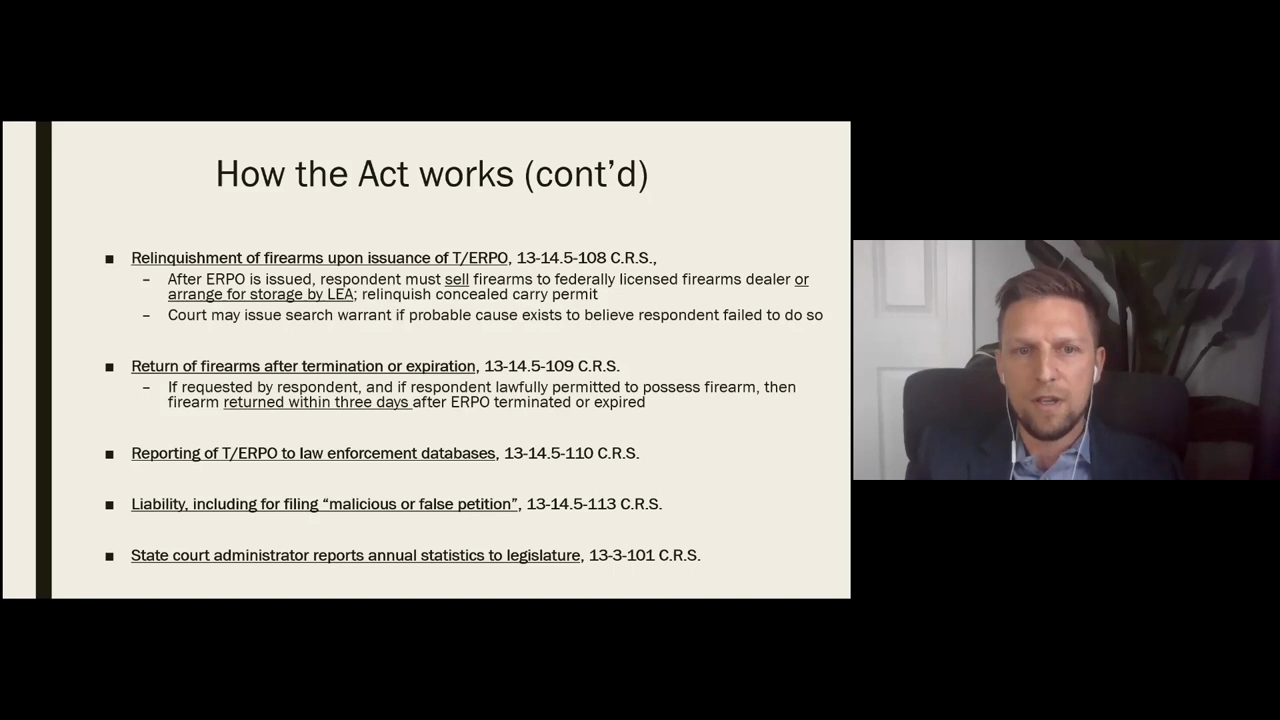 How the Act works (cont’d)
■ Relinquishment of firearms upon issuance of T/ERPO, 13-14.5-108 C.R.S.,
– After ERPO is issued, respondent must sell firearms to federally licensed firearms dealer or
arrange for storage by LEA; relinquish concealed carry permit
– Court may issue search warrant if probable cause exists to believe respondent failed to do so
■ Return of firearms after termination or expiration, 13-14.5-109 C.R.S.
– If requested by respondent, and if respondent lawfully permitted to possess firearm, then
firearm returned within three days after ERPO terminated or expired
■ Reporting of T/ERPO to law enforcement databases, 13-14.5-110 C.R.S.
■ Liability, including for filing “malicious or false petition”, 13-14.5-113 C.R.S.
■ State court administrator reports annual statistics to legislature, 13-3-101 C.R.S.